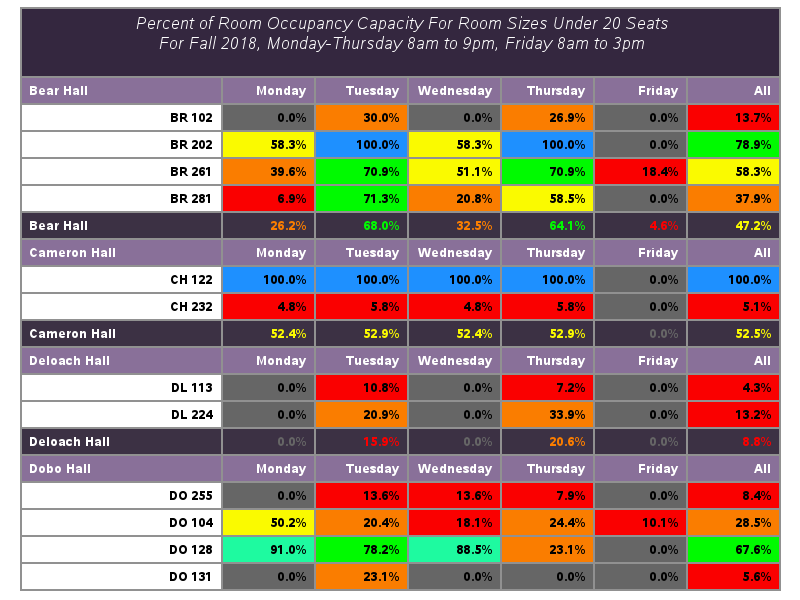 Percent of Room Occupancy Capacity For Room Sizes Under 20 Seats
For Fall 2018, Monday-Thursday 8am to 9pm, Friday 8am to 3pm
Bear Hall Monday Tuesday Wednesday Thursday Friday All
BR 102 0.0% 30.0% 0.0% 26.9% 0.0% 13.7%
BR 202 58.3% 100.0% 58.3% 100.0% 0.0% 78.9%
BR 261 39.6% 70.9% 51.1% 70.9% 18.4% 58.3%
BR 281 6.9% 71.3% 20.8% 58.5% 0.0% 37.9%
Bear Hall 26.2% 68.0% 32.5% 64.1% 4.6% 47.2%
Cameron Hall Monday Tuesday Wednesday Thursday Friday All
CH 122 100.0% 100.0% 100.0% 100.0% 0.0% 100.0%
CH 232 4.8% 5.8% 4.8% 5.8% 0.0% 5.1%
Cameron Hall 52.4% 52.9% 52.4% 52.9% 0.0% 52.5%
Deloach Hall Monday Tuesday Wednesday Thursday Friday All
DL 113 0.0% 10.8% 0.0% 7.2% 0.0% 4.3%
DL 224 0.0% 20.9% 0.0% 33.9% 0.0% 13.2%
Deloach Hall 0.0% 15.9% 0.0% 20.6% 0.0% 8.8%
Dobo Hall Monday Tuesday Wednesday Thursday Friday All
DO 255 0.0% 13.6% 13.6% 7.9% 0.0% 8.4%
DO 104 50.2% 20.4% 18.1% 24.4% 10.1% 28.5%
DO 128 91.0% 78.2% 88.5% 23.1% 0.0% 67.6%
DO 131 0.0% 23.1% 0.0% 0.0% 0.0% 5.6%